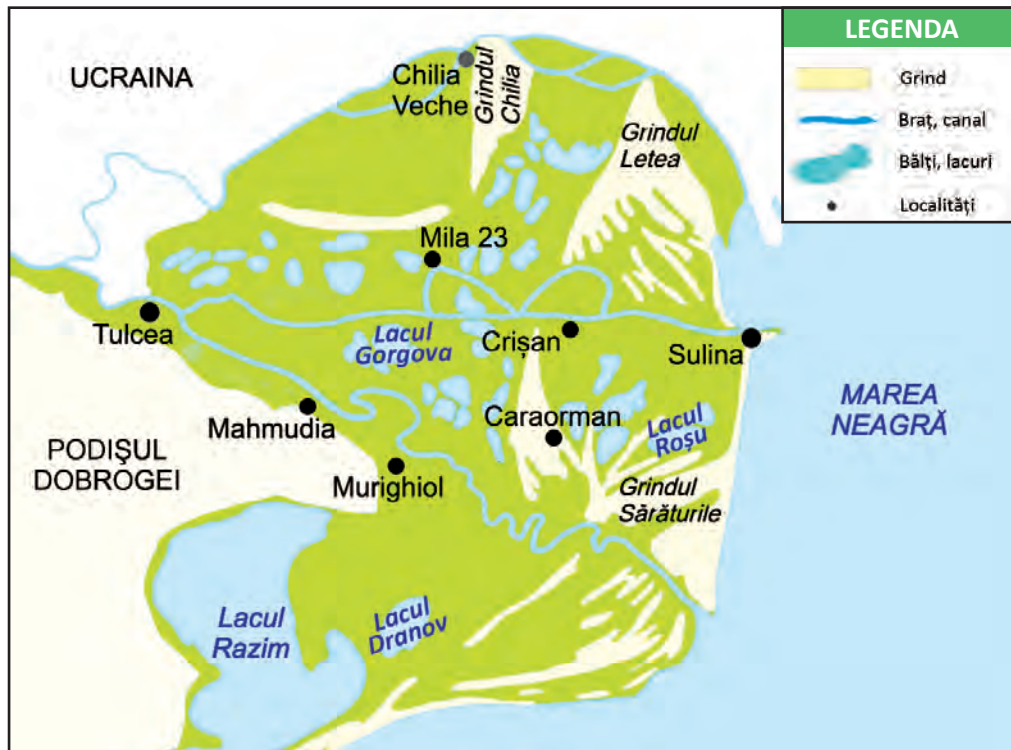 LEGENDA
Grind
Braț, canal
Bălți, lacuri
Localități
UCRAINA
Chilia
Veche
Grindul
Chilia
Grindul
Letea
Mila 23
Tulcea
Lacul
Gorgova
Crișan
Sulina
Mahmudia
Caraorman
Lacul
Roșu
MAREA
NEAGRĂ
PODIŞUL
DOBROGEI
Murighiol
Grindul
Sărăturile
Lacul
Razim
Lacul
Dranov